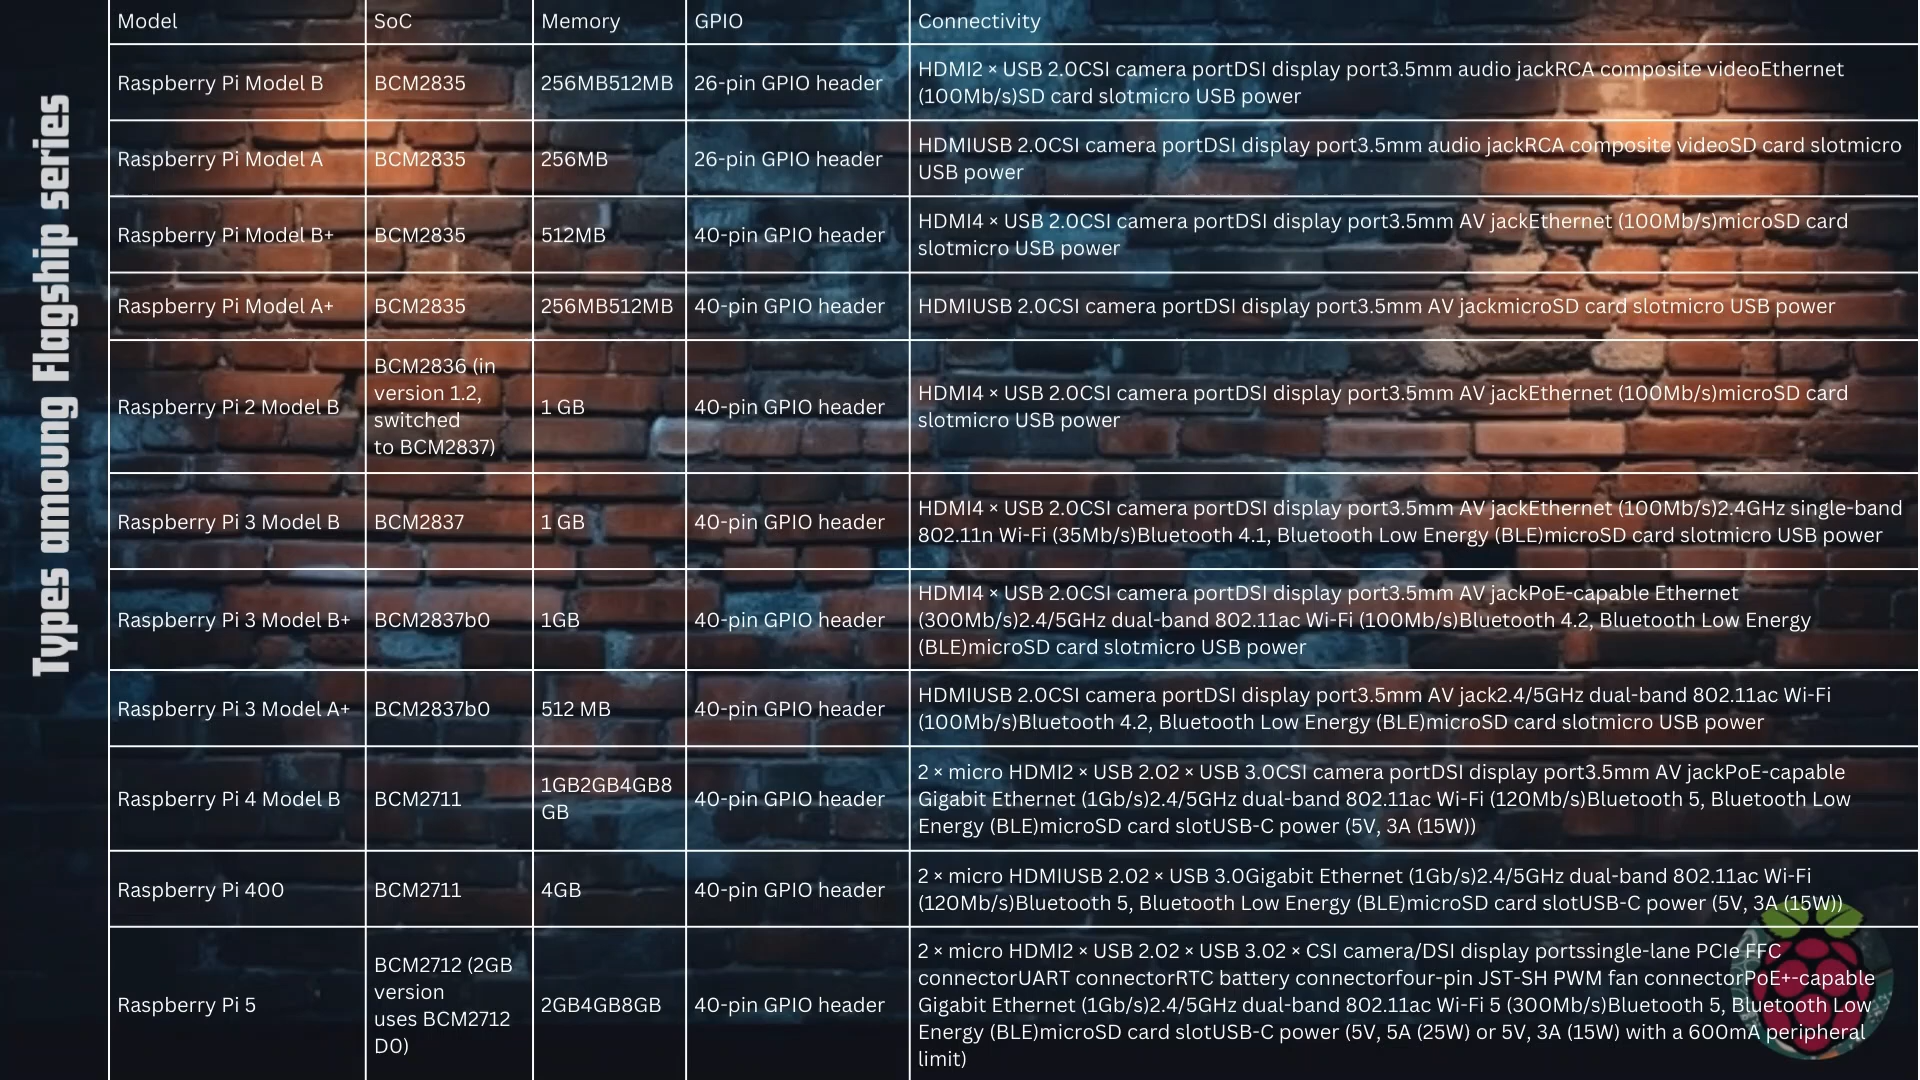 Types amoung Flagship series
Model SoC Memory GPIO Connectivity
Raspberry Pi Model B BCM2835 256MB512MB 26-pin GPIO header HDMI2 × USB 2.0CSI camera portDSI display port3.5mm audio jackRCA composite videoEthernet
(100Mb/s)SD card slotmicro USB power
Raspberry Pi Model A BCM2835 256MB 26-pin GPIO header HDMIUSB 2.0CSI camera portDSI display port3.5mm audio jackRCA composite videoSD card slotmicro
USB power
Raspberry Pi Model B+ BCM2835 512MB 40-pin GPIO header HDMI4 × USB 2.0CSI camera portDSI display port3.5mm AV jackEthernet (100Mb/s)microSD card
slotmicro USB power
Raspberry Pi Model A+ BCM2835 256MB512MB 40-pin GPIO header HDMIUSB 2.0CSI camera portDSI display port3.5mm AV jackmicroSD card slotmicro USB power
Raspberry Pi 2 Model B
BCM2836 (in
version 1.2,
switched
to BCM2837)
1 GB 40-pin GPIO header HDMI4 × USB 2.0CSI camera portDSI display port3.5mm AV jackEthernet (100Mb/s)microSD card
slotmicro USB power
Raspberry Pi 3 Model B BCM2837 1 GB 40-pin GPIO header HDMI4 × USB 2.0CSI camera portDSI display port3.5mm AV jackEthernet (100Mb/s)2.4GHz single-band
802.11n Wi-Fi (35Mb/s)Bluetooth 4.1, Bluetooth Low Energy (BLE)microSD card slotmicro USB power
Raspberry Pi 3 Model B+ BCM2837b0 1GB 40-pin GPIO header HDMI4 × USB 2.0CSI camera portDSI display port3.5mm AV jackPoE-capable Ethernet
(300Mb/s)2.4/5GHz dual-band 802.11ac Wi-Fi (100Mb/s)Bluetooth 4.2, Bluetooth Low Energy
(BLE)microSD card slotmicro USB power
Raspberry Pi 3 Model A+ BCM2837b0 512 MB 40-pin GPIO header HDMIUSB 2.0CSI camera portDSI display port3.5mm AV jack2.4/5GHz dual-band 802.11ac Wi-Fi
(100Mb/s)Bluetooth 4.2, Bluetooth Low Energy (BLE)microSD card slotmicro USB power
Raspberry Pi 4 Model B BCM2711
1GB2GB4GB8
GB
40-pin GPIO header
2 × micro HDMI2 × USB 2.02 × USB 3.0CSI camera portDSI display port3.5mm AV jackPoE-capable
Gigabit Ethernet (1Gb/s)2.4/5GHz dual-band 802.11ac Wi-Fi (120Mb/s)Bluetooth 5, Bluetooth Low
Energy (BLE)microSD card slotUSB-C power (5V, 3A (15W))
Raspberry Pi 400 BCM2711 4GB 40-pin GPIO header 2 × micro HDMIUSB 2.02 × USB 3.0Gigabit Ethernet (1Gb/s)2.4/5GHz dual-band 802.11ac Wi-Fi
(120Mb/s)Bluetooth 5, Bluetooth Low Energy (BLE)microSD card slotUSB-C power (5V, 3A (15W))
Raspberry Pi 5
BCM2712 (2GB
version
uses BCM2712
D0)
2GB4GB8GB 40-pin GPIO header
2 × micro HDMI2 × USB 2.02 × USB 3.02 × CSI camera/DSI display portssingle-lane PCIe FFC
connectorUART connectorRTC battery connectorfour-pin JST-SH PWM fan connectorPoE+-capable
Gigabit Ethernet (1Gb/s)2.4/5GHz dual-band 802.11ac Wi-Fi 5 (300Mb/s)Bluetooth 5, Bluetooth Low
Energy (BLE)microSD card slotUSB-C power (5V, 5A (25W) or 5V, 3A (15W) with a 600mA peripheral
limit)